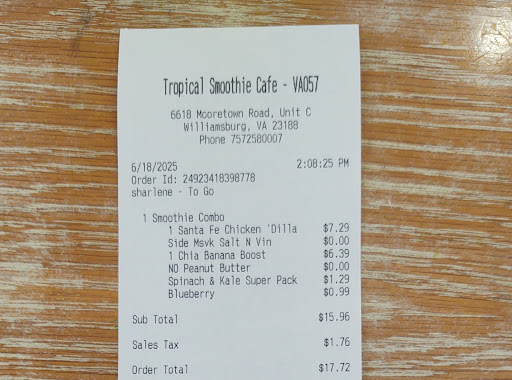 Tropical Smoothie Cafe - VA057
6618 Mooretown Road, Unit C
Williamsburg, VA 23188
Phone 7572580007
6/18/2025 2:08:25 PM
Order Id: 24923418398778
sharlene - To Go
1 Smoothie Combo
1 Santa Fe Chicken 'Dilla $7.29
Side Msvk Salt N Vin $0.00
1 Chia Banana Boost $6.39
NO Peanut Butter $0.00
Spinach & Kale Super Pack $1.29
Blueberry $0.99
Sub Total $15.96
Sales Tax $1.76
Order Total $17.72